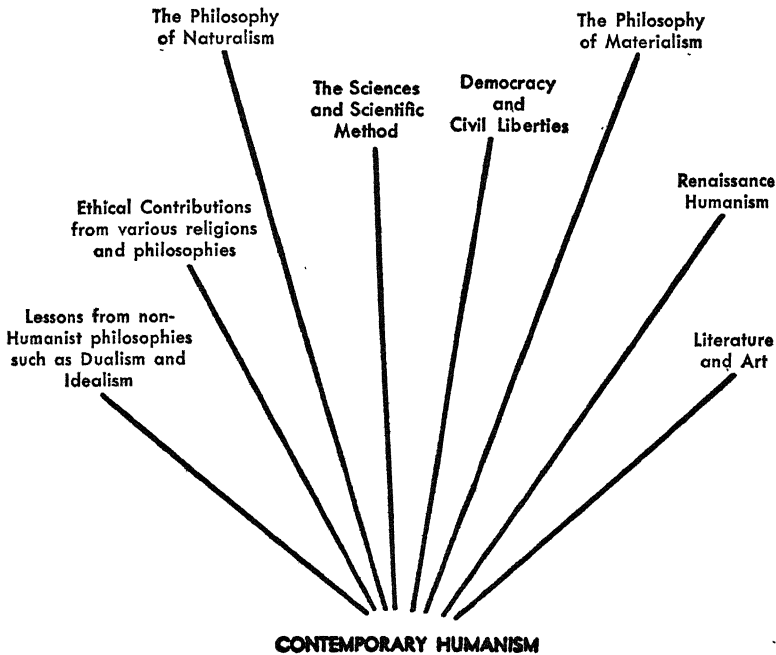 The Philosophy
of Naturalism
The Philosophy
of Materialism
The Sciences
and Scientific
Method
Democracy
and
Civil Liberties
Renaissance
Humanism
Ethical Contributions
from various religions
and philosophies
Lessons from non-
Humanist philosophies
such as Dualism and
Idealism
Literature
and Art
CONTEMPORARY HUMANISM